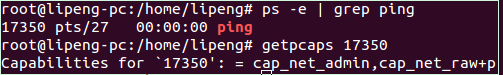 root@lipeng-pc:/home/lipeng# ps -e | grep ping
17350 pts/27   00:00:00 ping
root@lipeng-pc:/home/lipeng# getpcaps 17350
Capabilities for `17350': = cap_net_admin,cap_net_raw+p